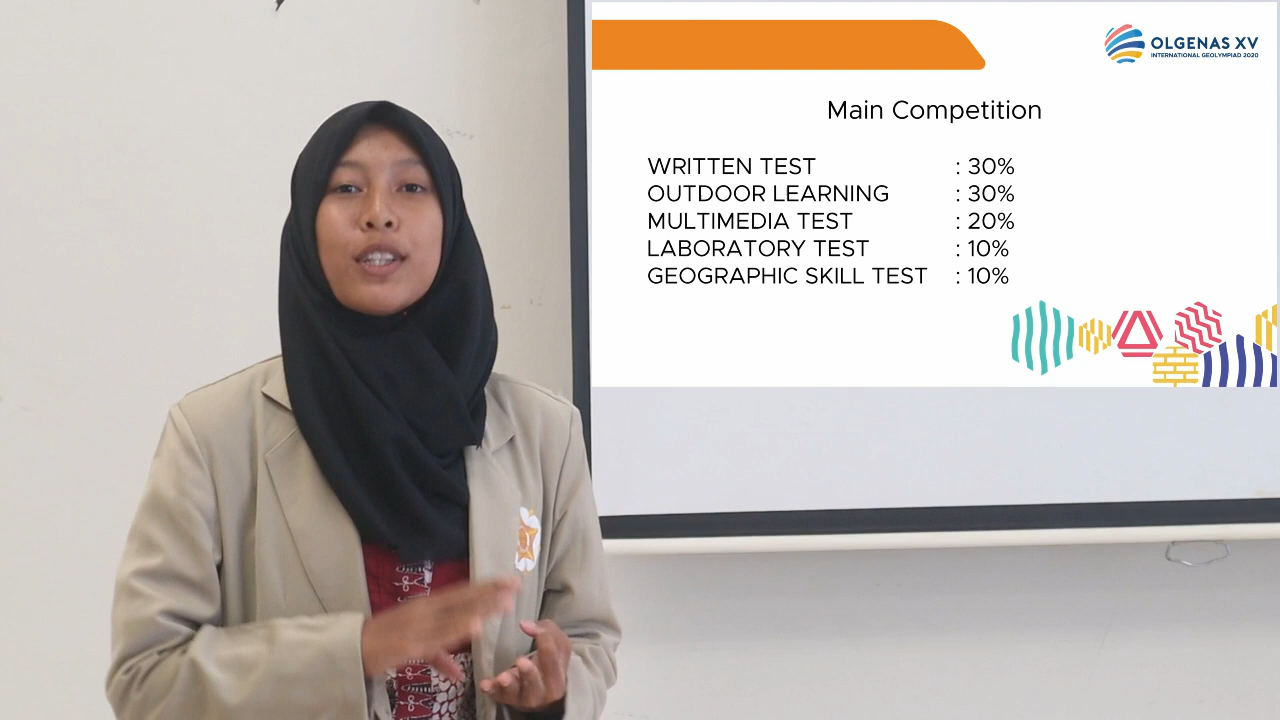 OLGENAS XV
INTERNATIONAL GEOLYMPIAD 2020
Main Competition
WRITTEN TEST : 30%
OUTDOOR LEARNING : 30%
MULTIMEDIA TEST : 20%
LABORATORY TEST : 10%
GEOGRAPHIC SKILL TEST : 10%